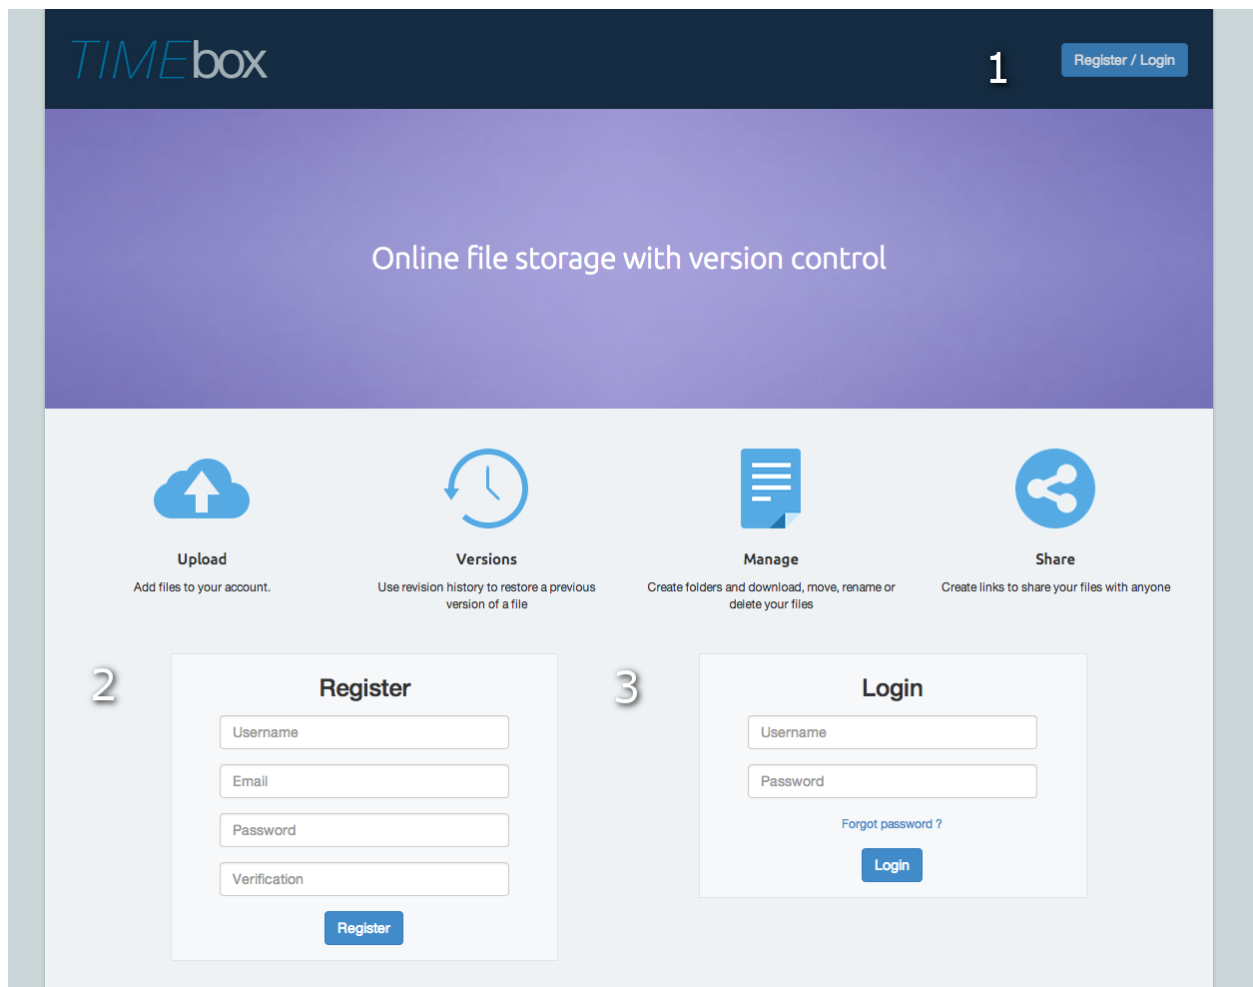 TIMEbox
1
Register / Login
Online file storage with version control
Upload
Add files to your account.
Versions
Use revision history to restore a previous
version of a file
Manage
Create folders and download, move, rename or
delete your files
Share
Create links to share your files with anyone
2
Register
Username
Email
Password
Verification
Register
3
Login
Username
Password
Forgot password ?
Login